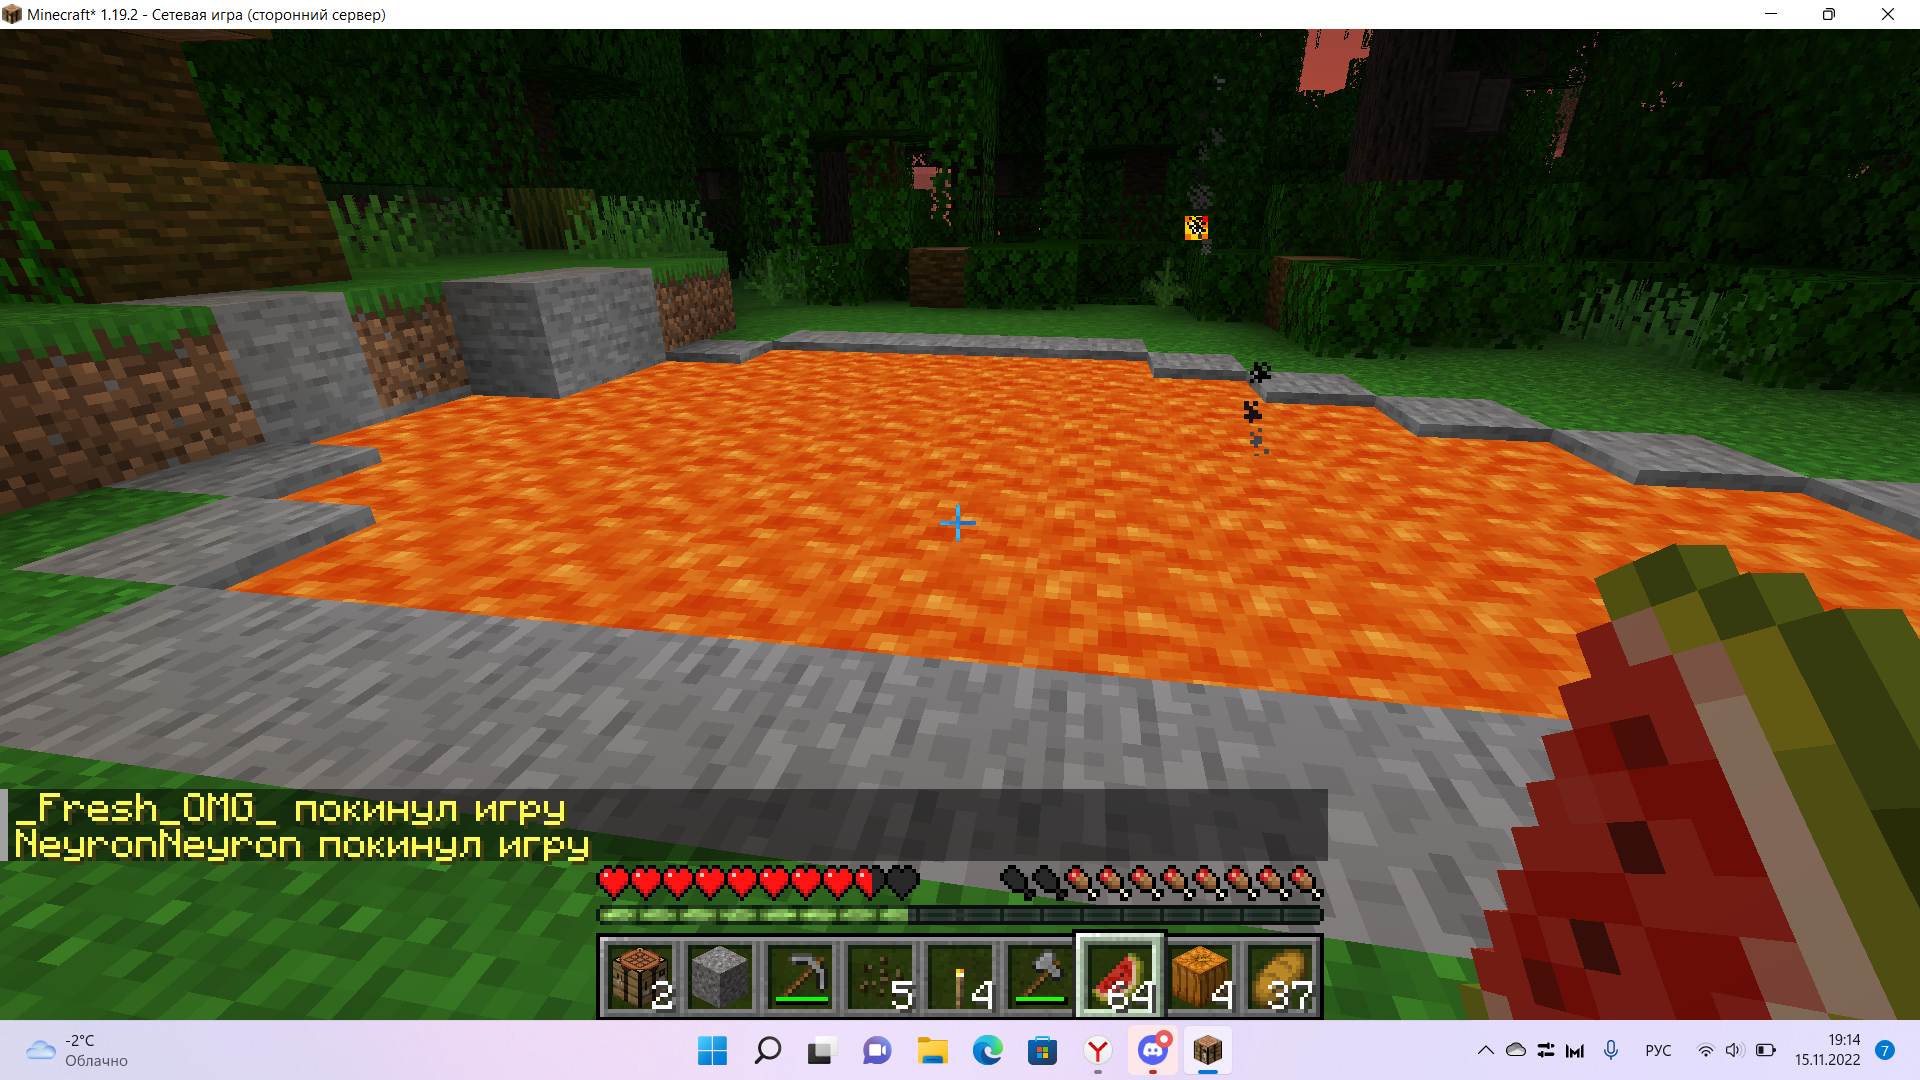 Minecraft* 1.19.2 - Сетевая игра (сторонний сервер)
_Fresh_OMG_ покинул игру
NeyronNeyron покинул игру
2
5
4
64
4
37
-2°C
Облачно
РУС
19:14
15.11.2022
7